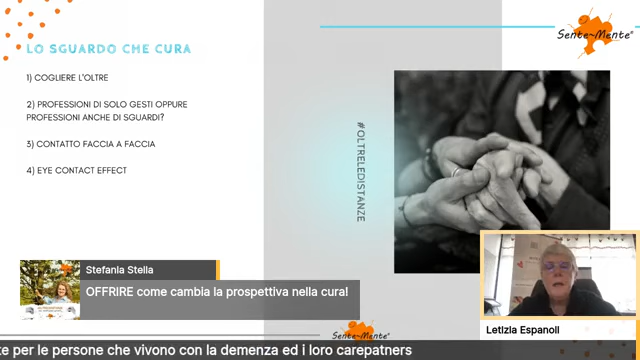 Sente~Mente®
LO SGUARDO CHE CURA
1) COGLIERE L'OLTRE
2) PROFESSIONI DI SOLO GESTI OPPURE
PROFESSIONI ANCHE DI SGUARDI?
3) CONTATTO FACCIA A FACCIA
4) EYE CONTACT EFFECT
#OLTRELEDISTANZE
Stefania Stella
OFFRIRE come cambia la prospettiva nella cura!
Letizia Espanoli
Sente~Mente®
te per le persone che vivono con la demenza ed i loro carepatners